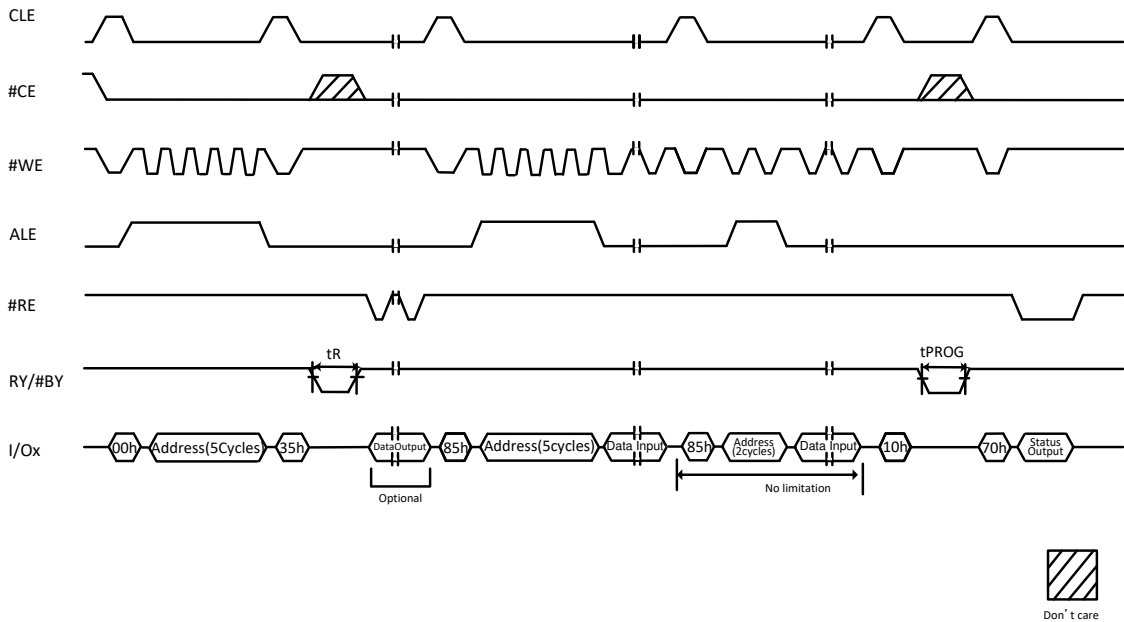 CLE
#CE
#WE
ALE
#RE
tR
tPROG
RY/#BY
I/Ox
00h
Address(5Cycles)
35h
DataOutput
85h
Address(5cycles)
Data Input
85h
Address
(2cycles)
Data Input
10h
70h
Status
Output
Optional
No limitation
Don't care